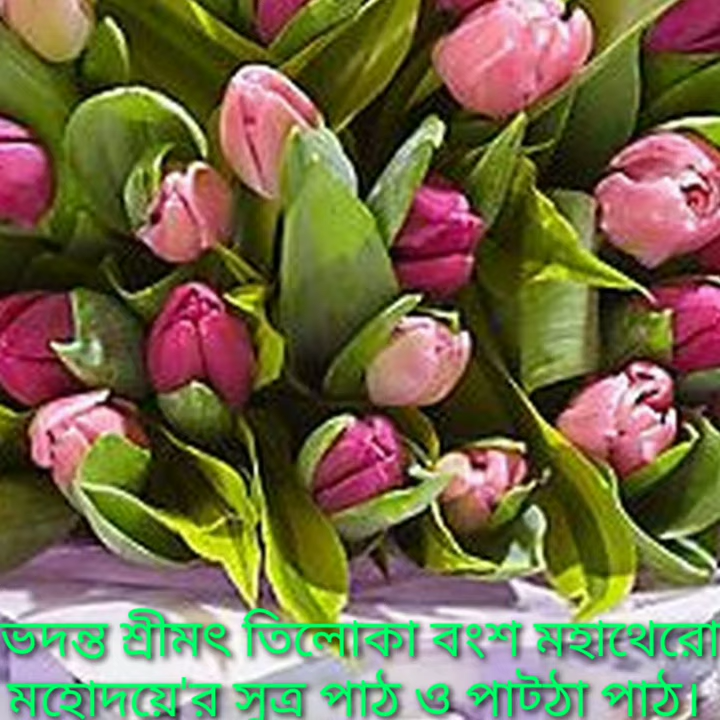 ভদন্ত শ্রীমৎ তিলোকা বংশ মহাথেরো
মহোদয়ে'র সুত্র পাঠ ও পাটঠা পাঠ।